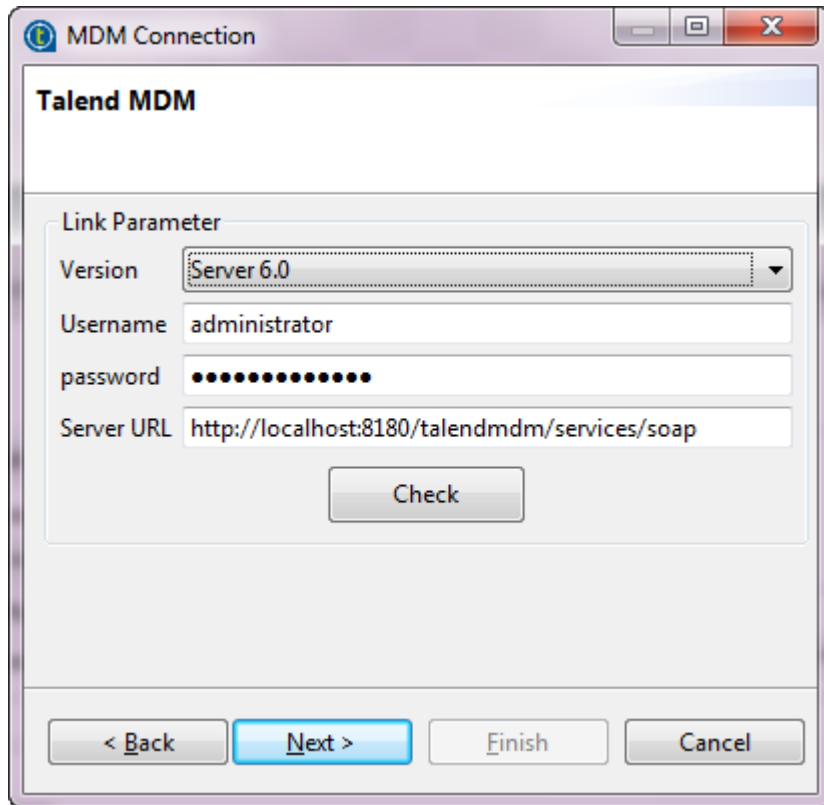 MDM Connection
Talend MDM
Link Parameter
Version Server 6.0
Username administrator
password •••••••••••••
Server URL http://localhost:8180/talendmdm/services/soap
Check
< Back Next > Finish Cancel